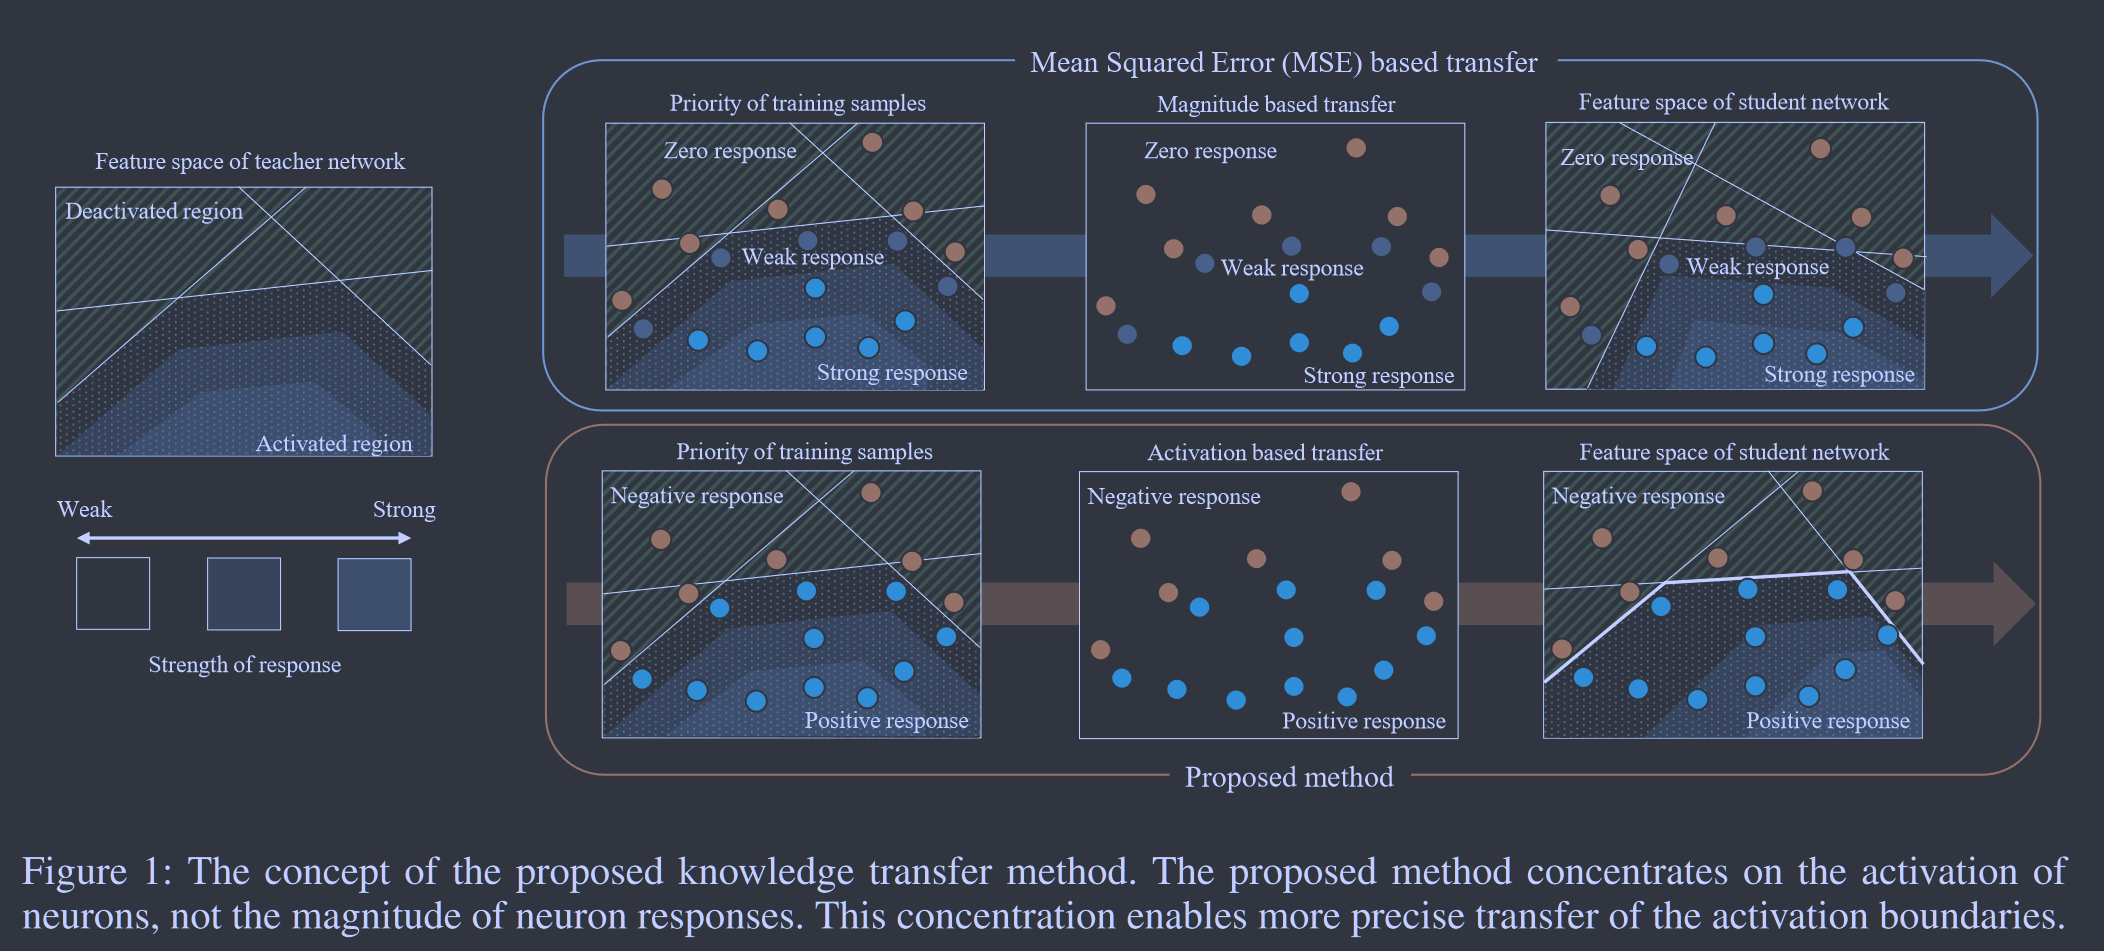 Mean Squared Error (MSE) based transfer
Priority of training samples
Magnitude based transfer
Feature space of student network
Feature space of teacher network
Deactivated region
Activated region
Weak
Strong
Strength of response
Zero response
Weak response
Strong response
Zero response
Weak response
Strong response
Zero response
Weak response
Strong response
Priority of training samples
Activation based transfer
Feature space of student network
Negative response
Positive response
Negative response
Positive response
Negative response
Positive response
Proposed method
Figure 1: The concept of the proposed knowledge transfer method. The proposed method concentrates on the activation of
neurons, not the magnitude of neuron responses. This concentration enables more precise transfer of the activation boundaries.